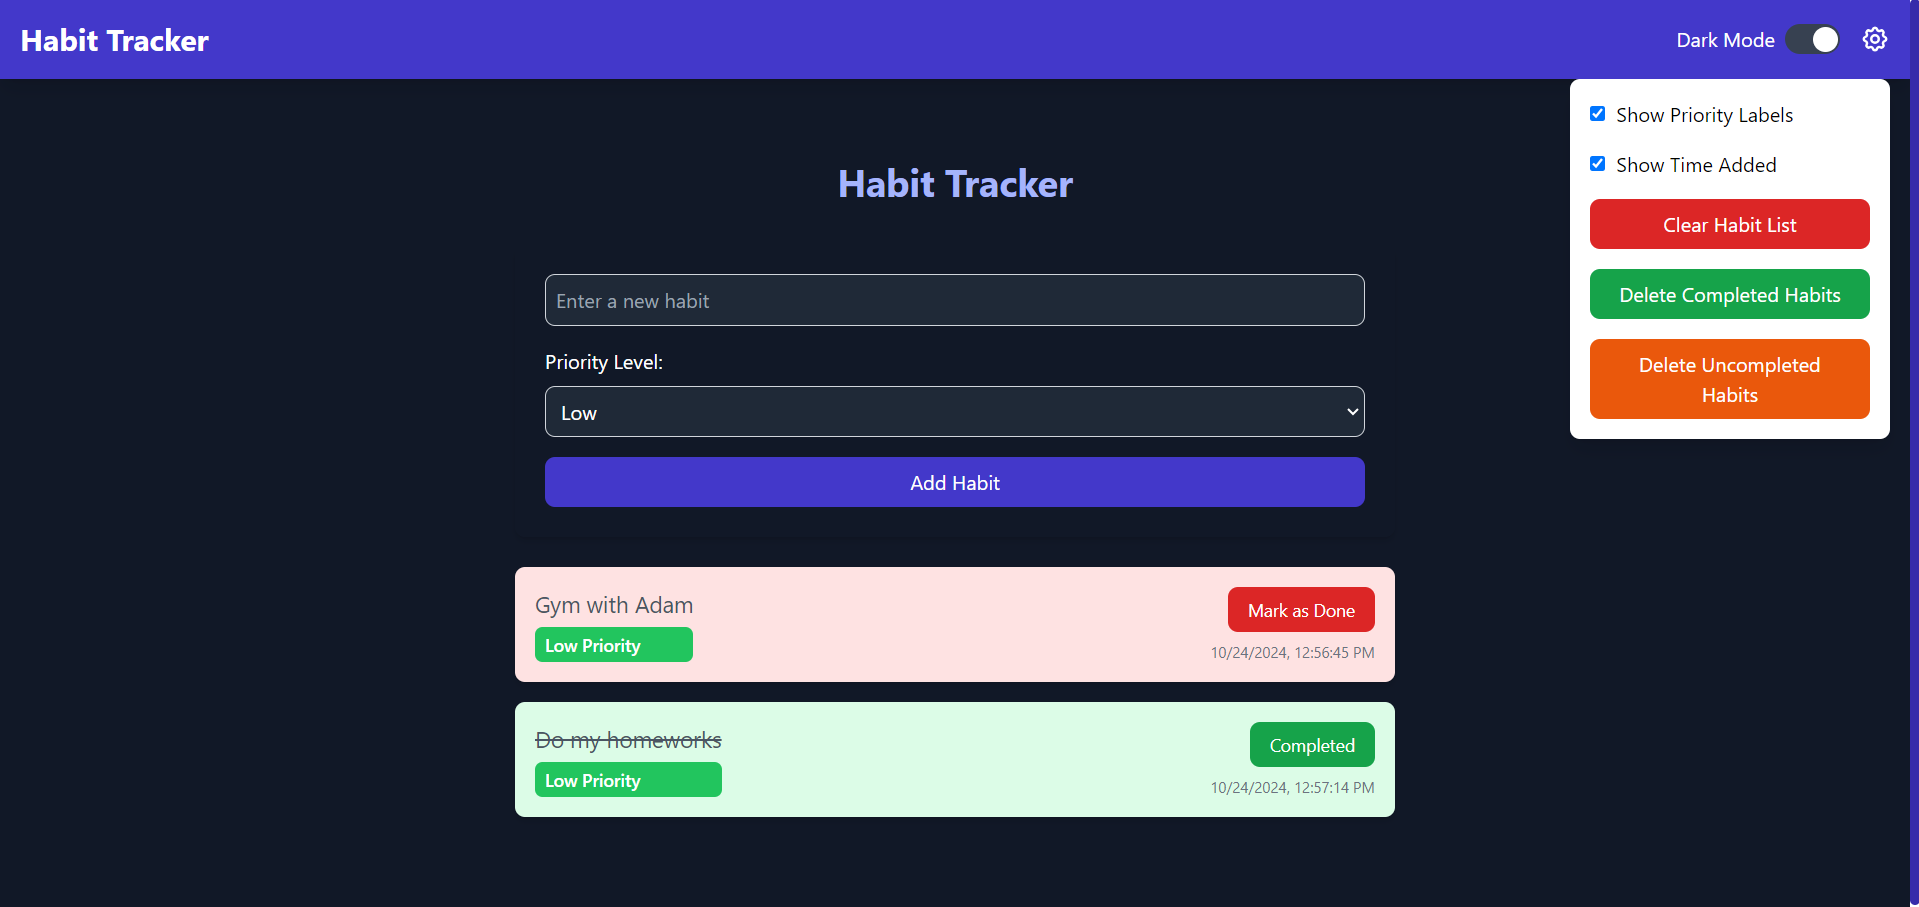 Habit Tracker
Dark Mode
Show Priority Labels
Show Time Added
Clear Habit List
Delete Completed Habits
Delete Uncompleted
Habits
Habit Tracker
Enter a new habit
Priority Level:
Low
Add Habit
Gym with Adam
Low Priority
Mark as Done
10/24/2024, 12:56:45 PM
Do my homeworks
Low Priority
Completed
10/24/2024, 12:57:14 PM